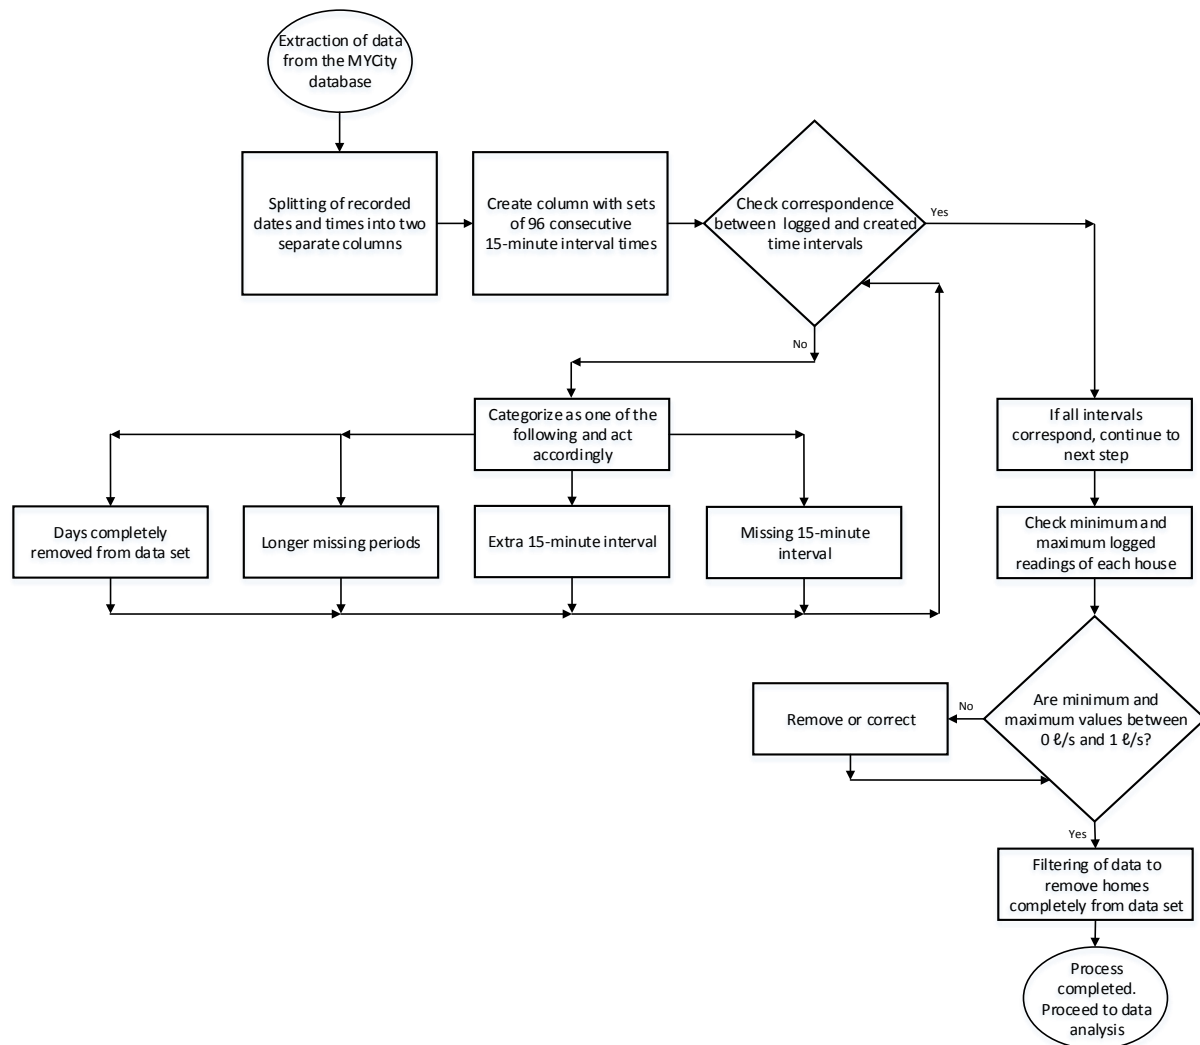 Extraction of data
from the MYCity
database
Splitting of recorded
dates and times into two
separate columns
Create column with sets
of 96 consecutive
15-minute interval times
Check correspondence
between logged and created
time intervals
Yes
No
Categorize as one of the
following and act
accordingly
If all intervals
correspond, continue to
next step
Days completely
removed from data set
Longer missing periods
Extra 15-minute interval
Missing 15-minute
interval
Check minimum and
maximum logged
readings of each house
Are minimum and
maximum values between
0 ℓ/s and 1 ℓ/s?
No
Remove or correct
Yes
Filtering of data to
remove homes
completely from data set
Process
completed.
Proceed to data
analysis